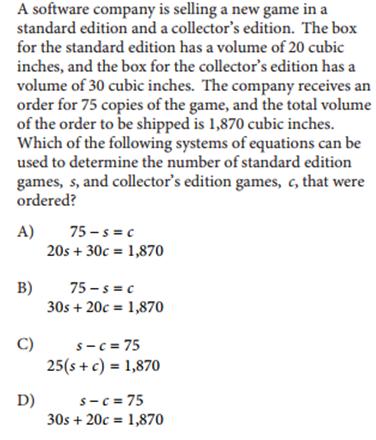 A software company is selling a new game in a
standard edition and a collector's edition. The box
for the standard edition has a volume of 20 cubic
inches, and the box for the collector's edition has a
volume of 30 cubic inches. The company receives an
order for 75 copies of the game, and the total volume
of the order to be shipped is 1,870 cubic inches.
Which of the following systems of equations can be
used to determine the number of standard edition
games, s, and collector's edition games, c, that were
ordered?
A) 75 – s = c
20s + 30c = 1,870
B) 75 – s = c
30s + 20c = 1,870
C) s – c = 75
25(s + c) = 1,870
D) s – c = 75
30s + 20c = 1,870